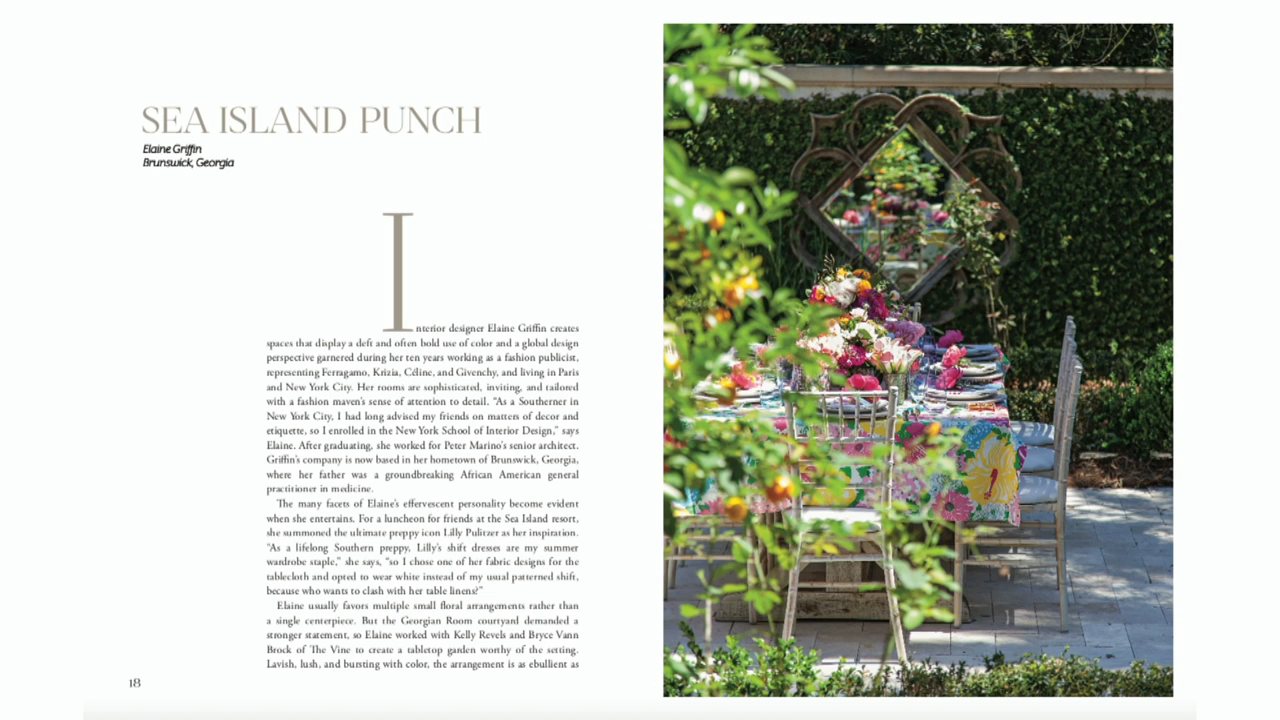 SEA ISLAND PUNCH
Elaine Griffin
Brunswick, Georgia
Interior designer Elaine Griffin creates
spaces that display a deft and often bold use of color and a global design
perspective garnered during her ten years working as a fashion publicist,
representing Ferragamo, Krizia, Céline, and Givenchy, and living in Paris
and New York City. Her rooms are sophisticated, inviting, and tailored
with a fashion maven's sense of attention to detail. “As a Southerner in
New York City, I had long advised my friends on matters of decor and
etiquette, so I enrolled in the New York School of Interior Design,” says
Elaine. After graduating, she worked for Peter Marino's senior architect.
Griffin's company is now based in her hometown of Brunswick, Georgia,
where her father was a groundbreaking African American general
practitioner in medicine.
The many facets of Elaine's effervescent personality become evident
when she entertains. For a luncheon for friends at the Sea Island resort,
she summoned the ultimate preppy icon Lilly Pulitzer as her inspiration.
“As a lifelong Southern preppy, Lilly's shift dresses are my summer
wardrobe staple,” she says, “so I chose one of her fabric designs for the
tablecloth and opted to wear white instead of my usual patterned shift,
because who wants to clash with her table linens?”
Elaine usually favors multiple small floral arrangements rather than
a single centerpiece. But the Georgian Room courtyard demanded a
stronger statement, so Elaine worked with Kelly Revels and Bryce Vann
Brock of The Vine to create a tabletop garden worthy of the setting.
Lavish, lush, and bursting with color, the arrangement is as ebullient as
18